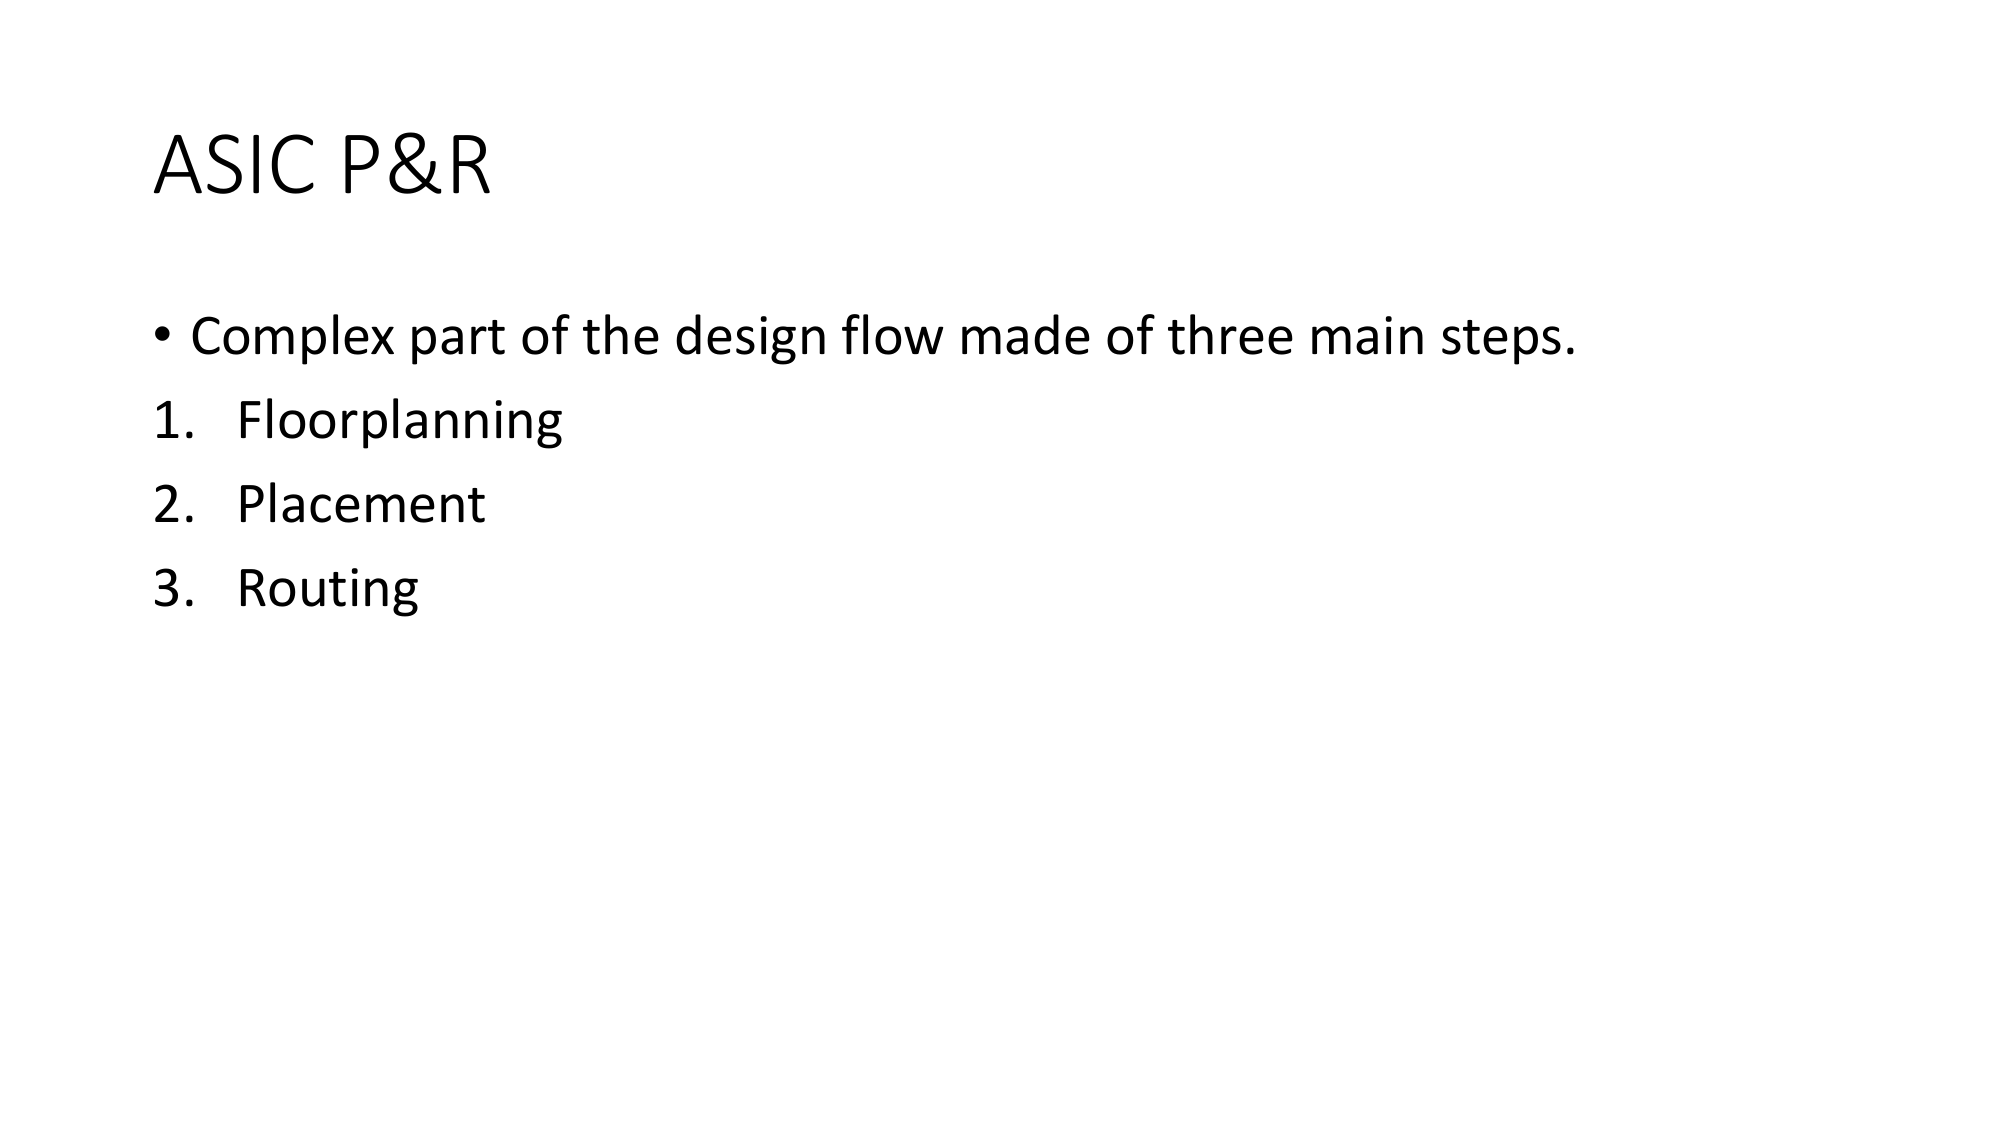 ASIC P&R
• Complex part of the design flow made of three main steps.
1. Floorplanning
2. Placement
3. Routing